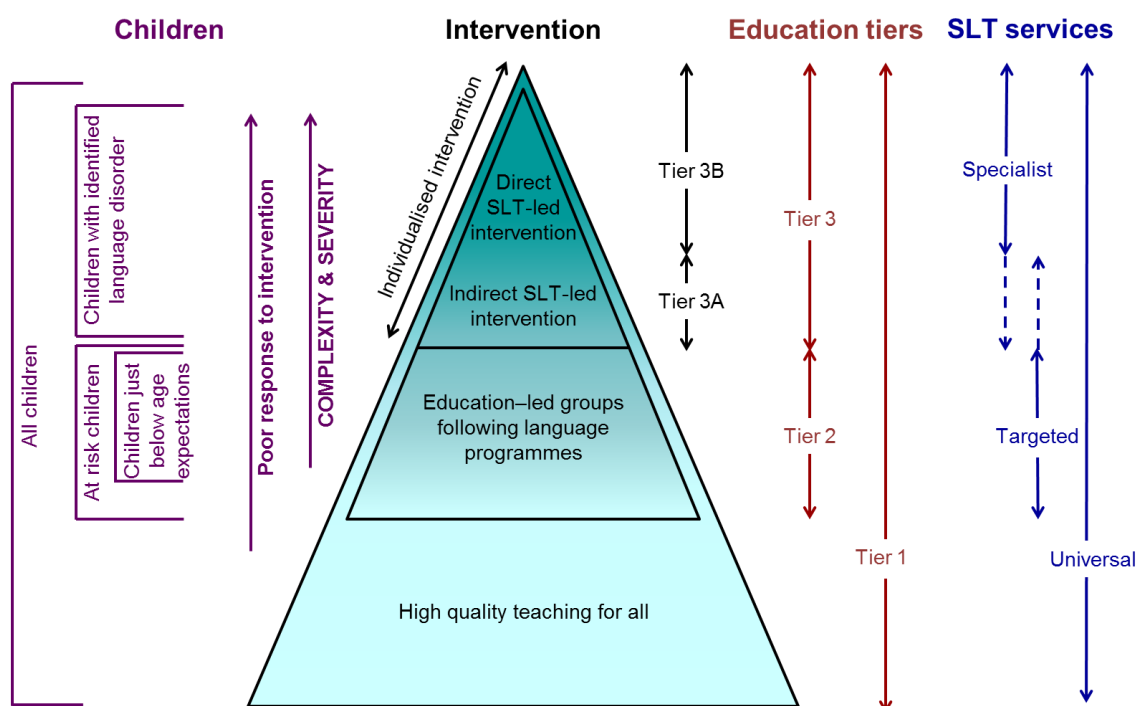 Children
Intervention
Education tiers
SLT services
All children
Children with identified
language disorder
At risk children
Children just
below age
expectations
Poor response to intervention
COMPLEXITY & SEVERITY
Individualised intervention
Direct
SLT-led
intervention
Indirect SLT-led
intervention
Education–led groups
following language
programmes
High quality teaching for all
Tier 3B
Tier 3A
Tier 3
Tier 2
Tier 1
Specialist
Targeted
Universal